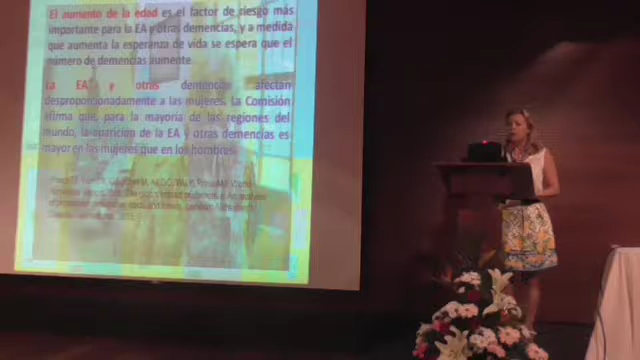 El aumento de la edad es el factor de riesgo más
importante para la EA y otras demencias, y a medida
que aumenta la esperanza de vida se espera que el
número de demencias aumente.
La EA y otras demencias afectan
desproporcionadamente a las mujeres. La Comisión
afirma que, para la mayoría de las regiones del
mundo, la aparición de la EA y otras demencias es
mayor en las mujeres que en los hombres.